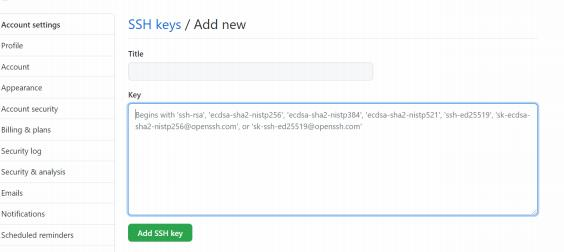 Account settings
Profile
Account
Appearance
Account security
Billing & plans
Security log
Security & analysis
Emails
Notifications
Scheduled reminders
SSH keys / Add new
Title
Key
Begins with 'ssh-rsa', 'ecdsa-sha2-nistp256', 'ecdsa-sha2-nistp384', 'ecdsa-sha2-nistp521', 'ssh-ed25519', 'sk-ecdsa-
sha2-nistp256@openssh.com', or 'sk-ssh-ed25519@openssh.com'
Add SSH key